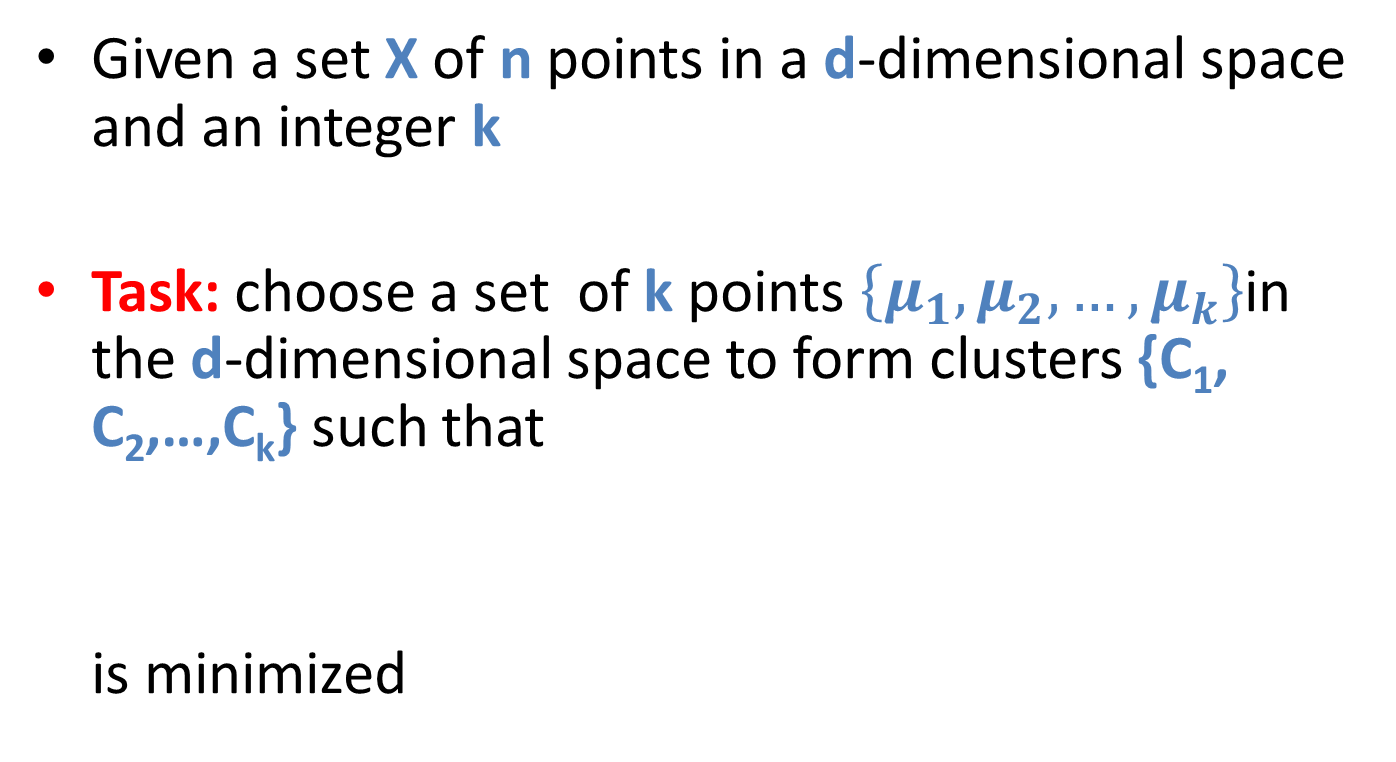 • Given a set X of n points in a d-dimensional space
and an integer k
• Task: choose a set  of k points {μ₁, μ₂, … , μₖ}in
the d-dimensional space to form clusters {C₁,
C₂,…,Cₖ} such that
is minimized